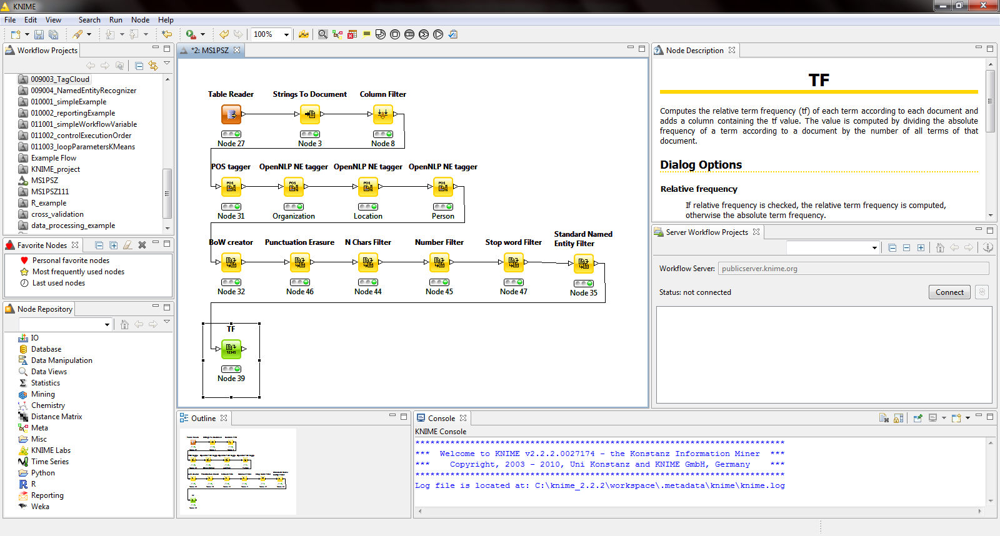 KNIME
File Edit View Search Run Node Help
100%
Workflow Projects
009003_TagCloud
009004_NamedEntityRecognizer
010001_simpleExample
010002_reportingExample
011001_simpleWorkflowVariable
011002_controlExecutionOrder
011003_loopParametersKMeans
Example Flow
KNIME_project
MS1PSZ
MS1PSZ111
R_example
cross_validation
data_processing_example
Favorite Nodes
Personal favorite nodes
Most frequently used nodes
Last used nodes
Node Repository
IO
Database
Data Manipulation
Data Views
Statistics
Mining
Chemistry
Distance Matrix
Meta
Misc
KNIME Labs
Time Series
Python
R
Reporting
Weka
*2: MS1PSZ
Table Reader Strings To Document Column Filter
Node 27 Node 3 Node 8
POS tagger OpenNLP NE tagger OpenNLP NE tagger OpenNLP NE tagger
Node 31 Organization Location Person
BoW creator Punctuation Erasure N Chars Filter Number Filter Stop word Filter Standard Named
Entity Filter
Node 32 Node 46 Node 44 Node 45 Node 47 Node 35
TF
Node 39
Outline
Node Description
TF
Computes the relative term frequency (tf) of each term according to each document and
adds a column containing the tf value. The value is computed by dividing the absolute
frequency of a term according to a document by the number of all terms of that
document.
Dialog Options
Relative frequency
If relative frequency is checked, the relative term frequency is computed,
otherwise the absolute term frequency.
Server Workflow Projects
Workflow Server: publicserver.knime.org
Status: not connected Connect
Console
KNIME Console
**************************************************************************
*** Welcome to KNIME v2.2.2.0027174 - the Konstanz Information Miner ***
*** Copyright, 2003 - 2010, Uni Konstanz and KNIME GmbH, Germany ***
**************************************************************************
Log file is located at: C:\knime_2.2.2\workspace\.metadata\knime\knime.log